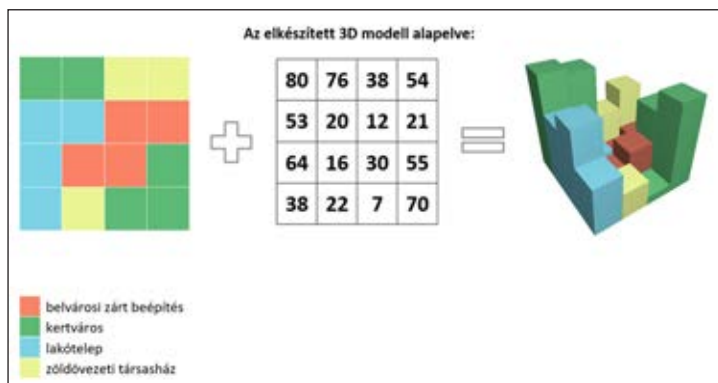 Az elkészített 3D modell alapelve:
80 76 38 54
53 20 12 21
64 16 30 55
38 22 7 70
belvárosi zárt beépítés
kertváros
lakótelep
zöldövezeti társasház